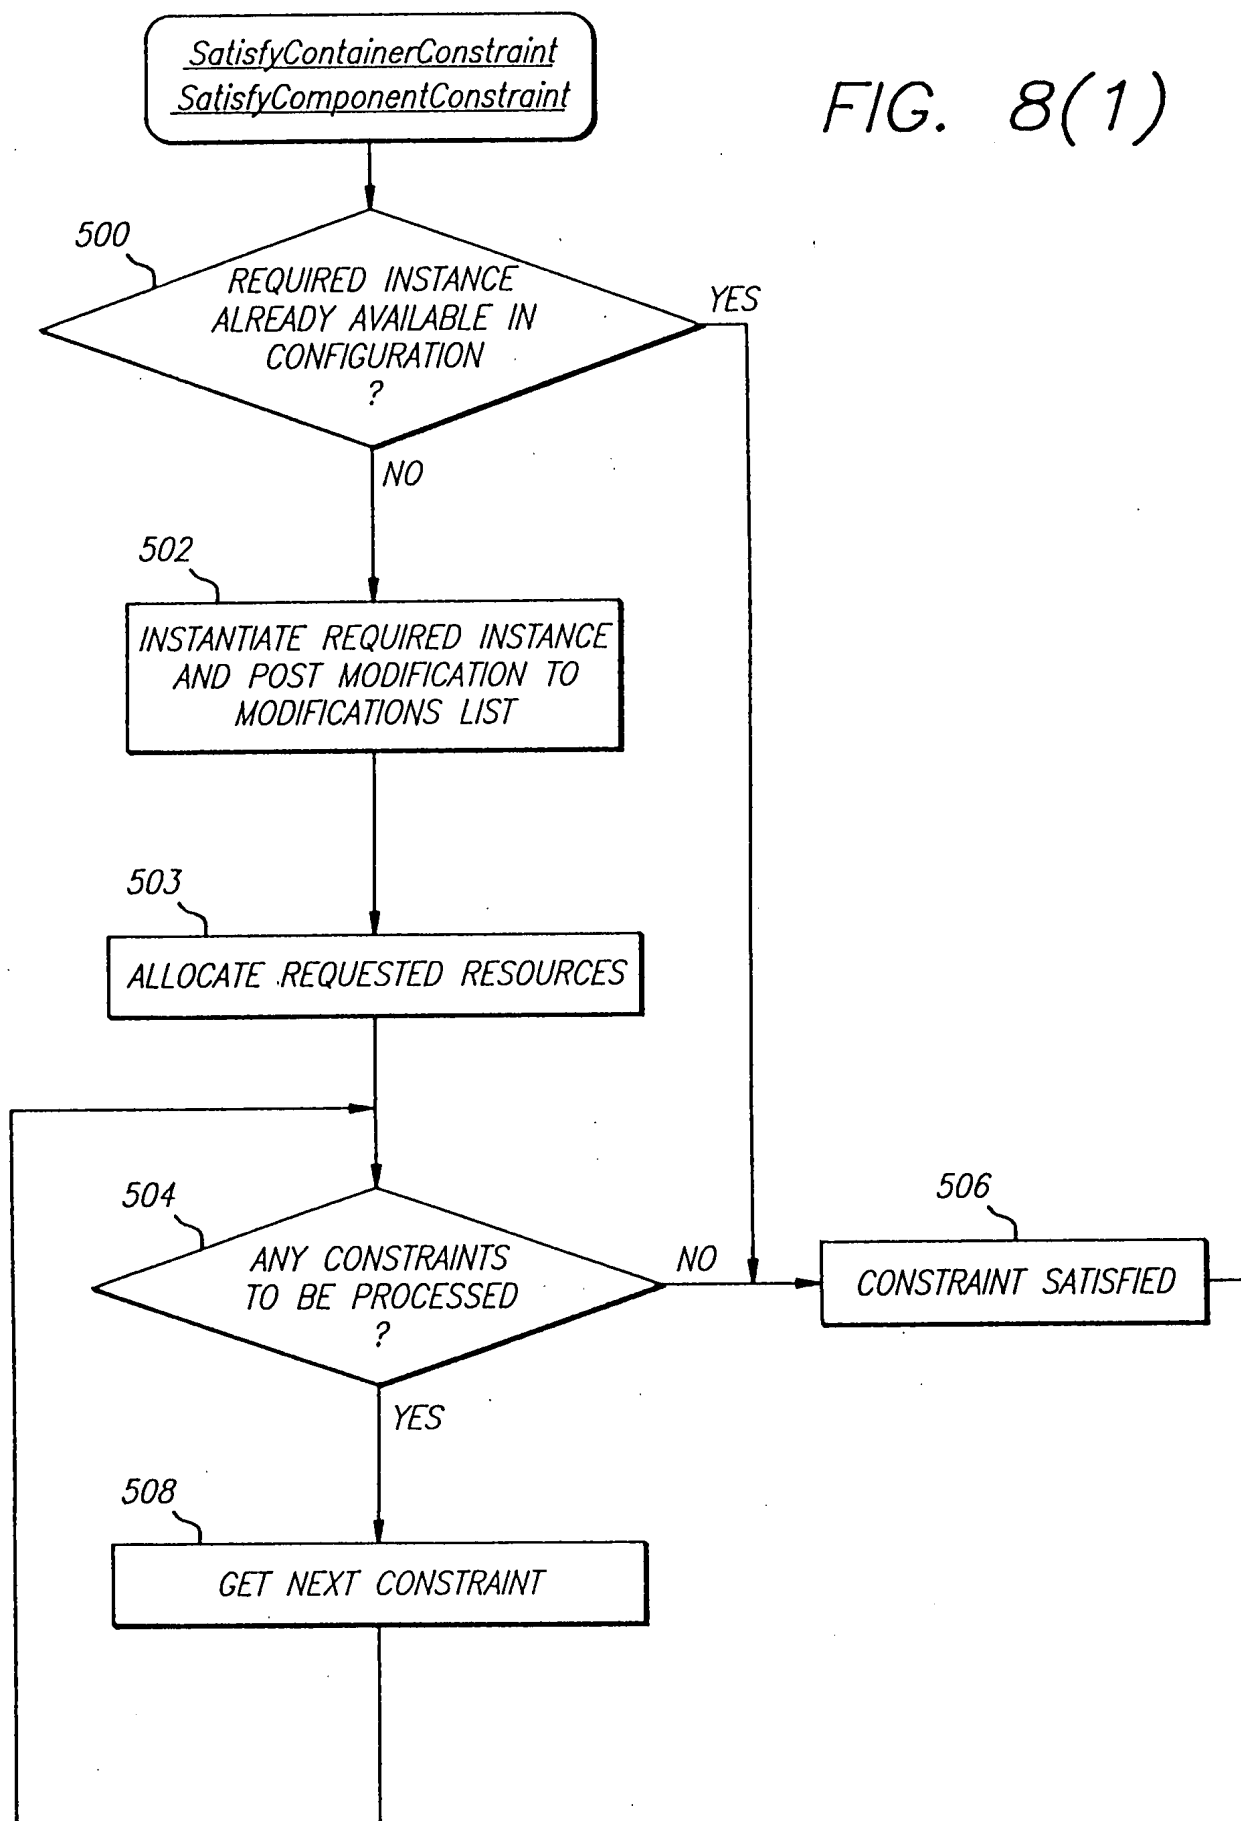 SatisfyContainerConstraint
SatisfyComponentConstraint
FIG. 8(1)
500
REQUIRED INSTANCE
ALREADY AVAILABLE IN
CONFIGURATION
?
YES
NO
502
INSTANTIATE REQUIRED INSTANCE
AND POST MODIFICATION TO
MODIFICATIONS LIST
503
ALLOCATE REQUESTED RESOURCES
504
ANY CONSTRAINTS
TO BE PROCESSED
?
NO
506
CONSTRAINT SATISFIED
YES
508
GET NEXT CONSTRAINT